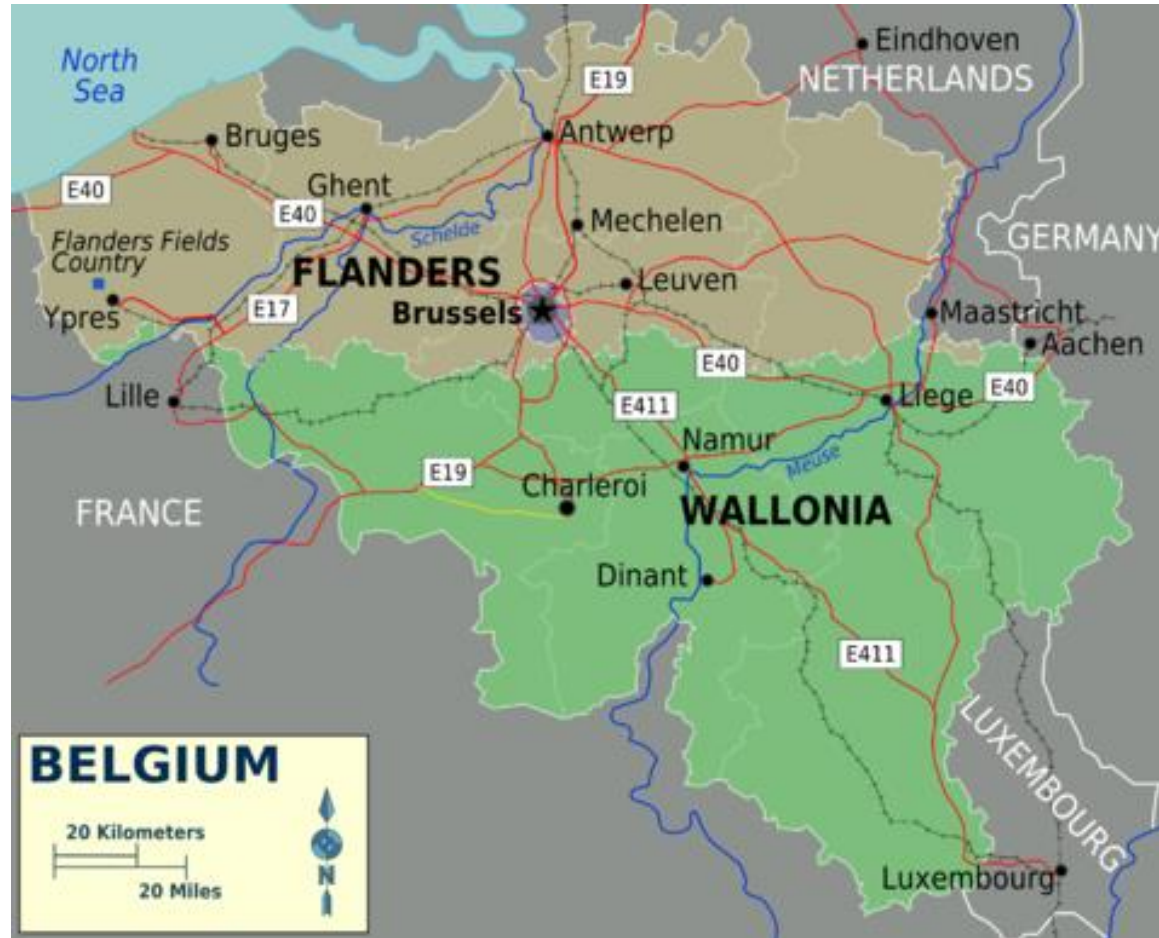 North
Sea
Eindhoven
NETHERLANDS
E19
Bruges
Antwerp
E40
Ghent
E40
Mechelen
Schelde
Flanders Fields
Country
GERMANY
FLANDERS
Leuven
Ypres
E17
Brussels
Maastricht
Aachen
E40
E40
Lille
E411
Liege
Namur
Meuse
E19
Charleroi
FRANCE
WALLONIA
Dinant
E411
LUXEMBOURG
Luxembourg
BELGIUM
20 Kilometers
20 Miles
N